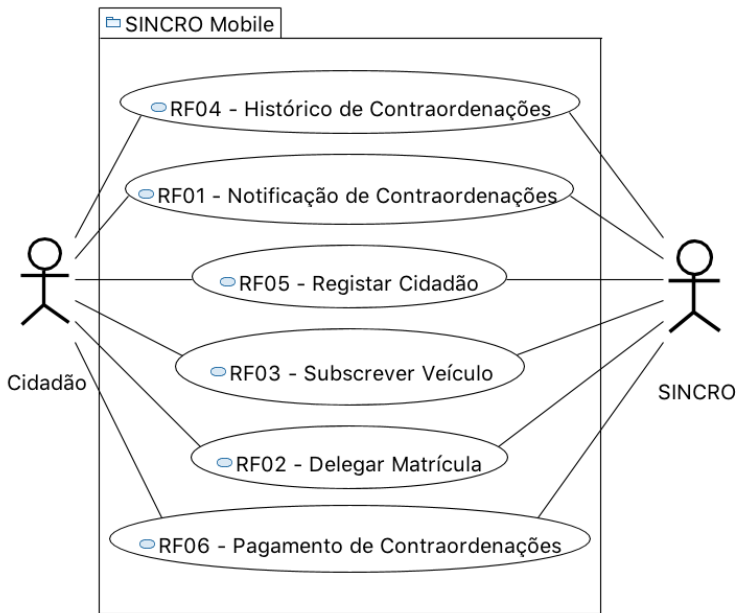 SINCRO Mobile
RF04 - Histórico de Contraordenações
RF01 - Notificação de Contraordenações
RF05 - Registar Cidadão
RF03 - Subscrever Veículo
Cidadão
SINCRO
RF02 - Delegar Matrícula
RF06 - Pagamento de Contraordenações